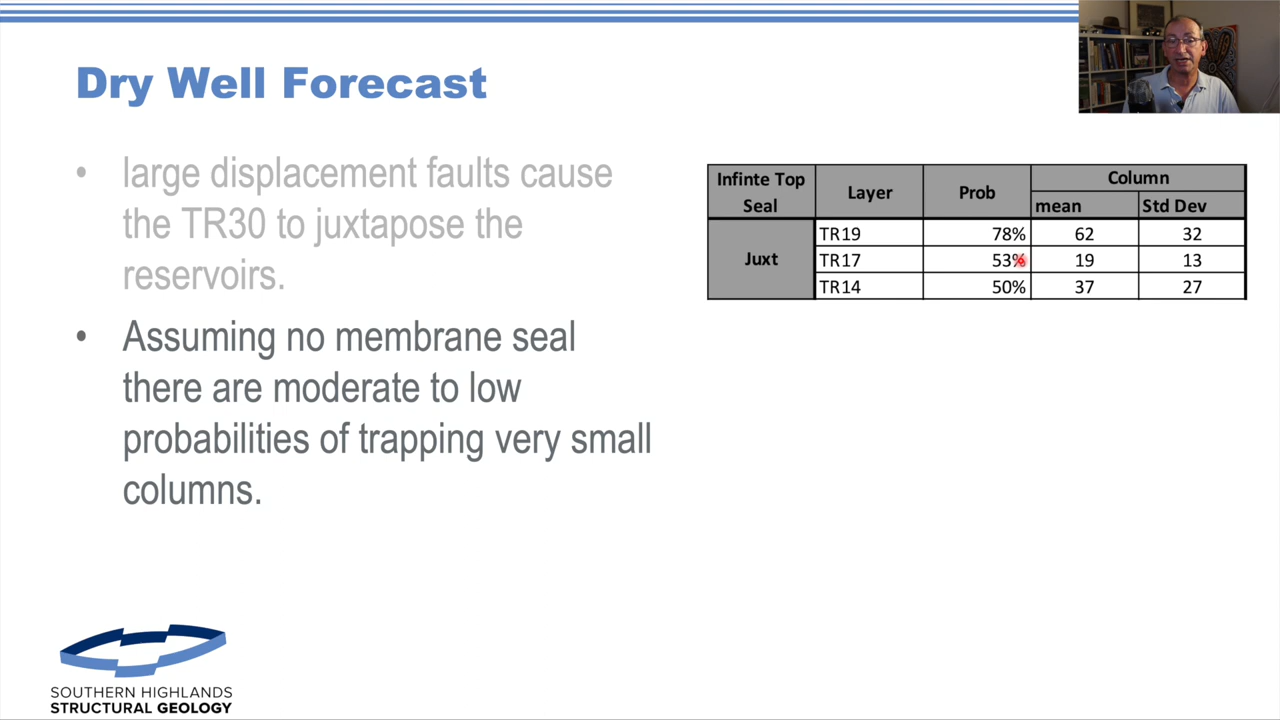 Dry Well Forecast
• large displacement faults cause
the TR30 to juxtapose the
reservoirs.
• Assuming no membrane seal
there are moderate to low
probabilities of trapping very small
columns.
Infinte Top Seal Layer Prob Column
mean Std Dev
Juxt TR19 78% 62 32
TR17 53% 19 13
TR14 50% 37 27
SOUTHERN HIGHLANDS
STRUCTURAL GEOLOGY